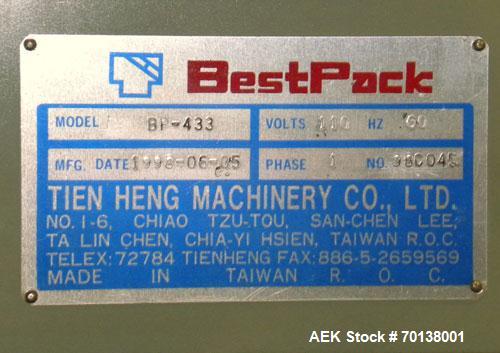 BestPack
MODEL BP-433 VOLTS 110 HZ 60
MFG. DATE 1998-06-05 PHASE 1 NO. 980045
TIEN HENG MACHINERY CO., LTD.
NO. 1-6, CHIAO TZU-TOU, SAN-CHEN LEE,
TA LIN CHEN, CHIA-YI HSIEN, TAIWAN R.O.C.
TELEX:72784 TIENHENG FAX:886-5-2659569
MADE IN TAIWAN R. O. C.
AEK Stock # 70138001